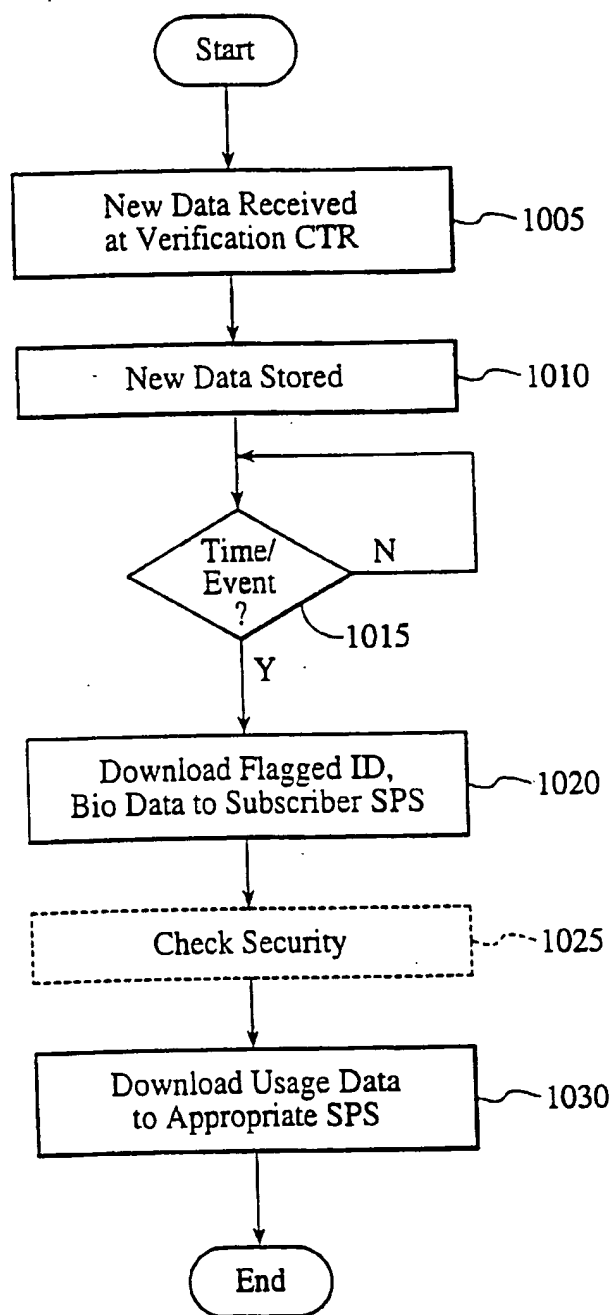 Start
New Data Received
at Verification CTR
1005
New Data Stored
1010
Time/
Event
?
N
1015
Y
Download Flagged ID,
Bio Data to Subscriber SPS
1020
Check Security
1025
Download Usage Data
to Appropriate SPS
1030
End